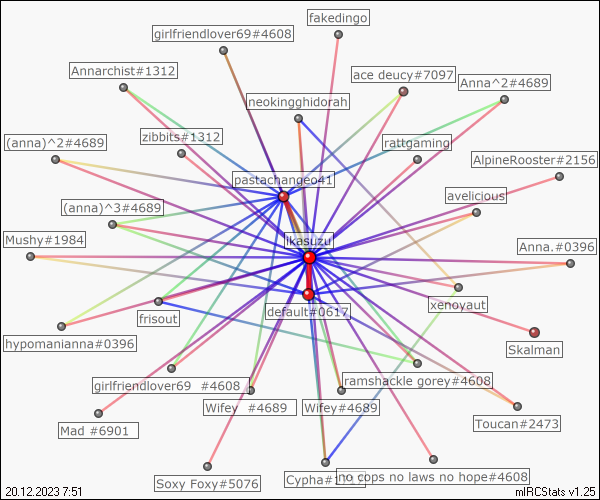 fakedingo
girlfriendlover69#4608
Annarchist#1312
ace deucy#7097
Anna^2#4689
neokingghidorah
(anna)^2#4689
zibbits#1312
rattgaming
AlpineRooster#2156
pastachangeo41
(anna)^3#4689
avelicious
Mushy#1984
Ikasuzu
Anna.#0396
xenoyaut
frisout
default#0617
hypomanianna#0396
Skalman
girlfriendlover69 #4608
ramshackle gorey#4608
Wifey #4689
Wifey#4689
Mad #6901
Toucan#2473
Soxy Foxy#5076
no cops no laws no hope#4608
20.12.2023 7:51
mIRCStats v1.25